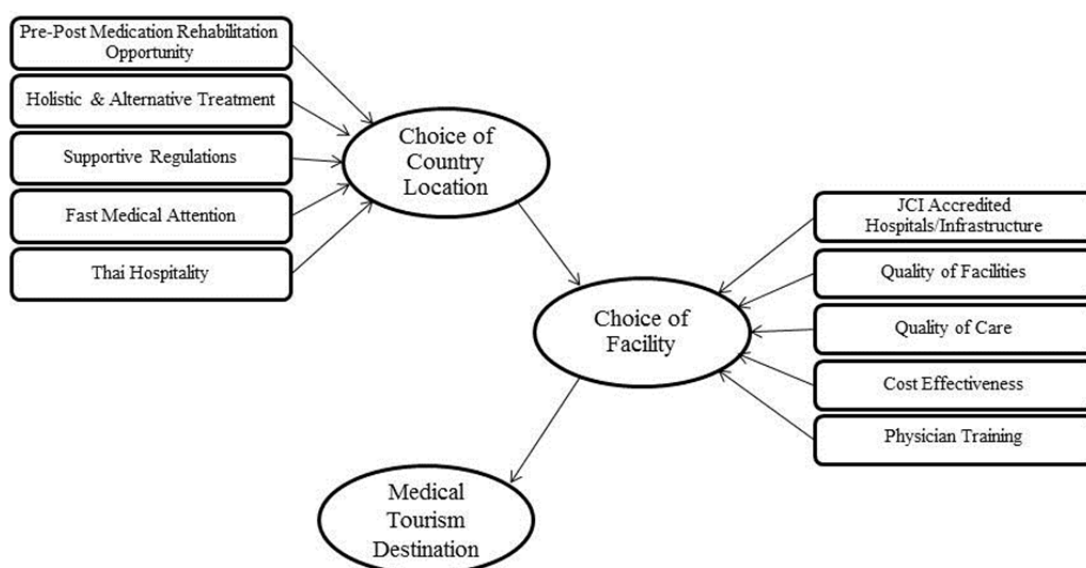 Pre-Post Medication Rehabilitation
Opportunity
Holistic & Alternative Treatment
Supportive Regulations
Fast Medical Attention
Thai Hospitality
Choice of
Country
Location
JCI Accredited
Hospitals/Infrastructure
Quality of Facilities
Quality of Care
Cost Effectiveness
Physician Training
Choice of
Facility
Medical
Tourism
Destination